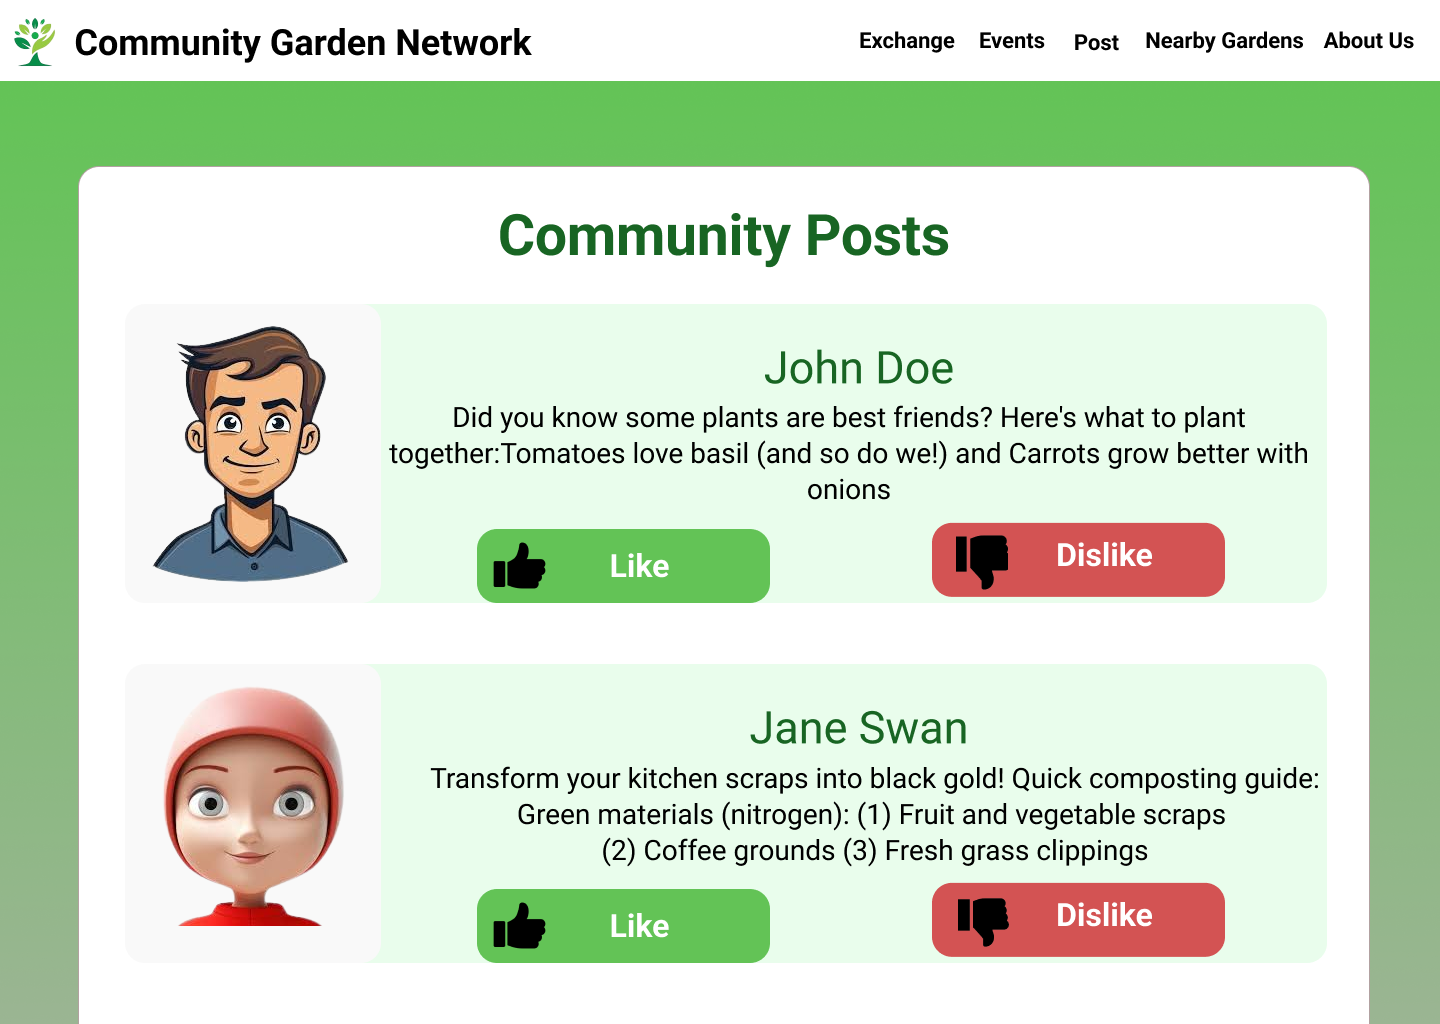 Community Garden Network
Exchange Events Post Nearby Gardens About Us
Community Posts
John Doe
Did you know some plants are best friends? Here's what to plant
together:Tomatoes love basil (and so do we!) and Carrots grow better with
onions
Like
Dislike
Jane Swan
Transform your kitchen scraps into black gold! Quick composting guide:
Green materials (nitrogen): (1) Fruit and vegetable scraps
(2) Coffee grounds (3) Fresh grass clippings
Like
Dislike